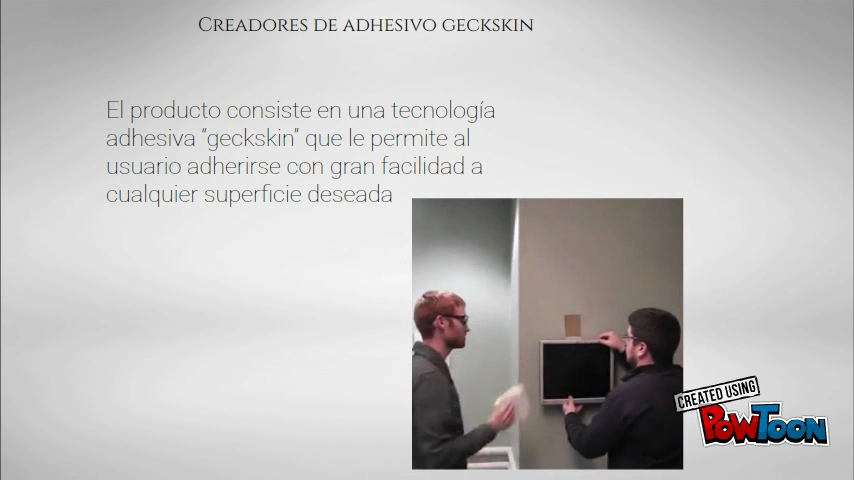 Creadores de adhesivo geckskin
El producto consiste en una tecnología
adhesiva “geckskin” que le permite al
usuario adherirse con gran facilidad a
cualquier superficie deseada
CREATED USING
POWTOON